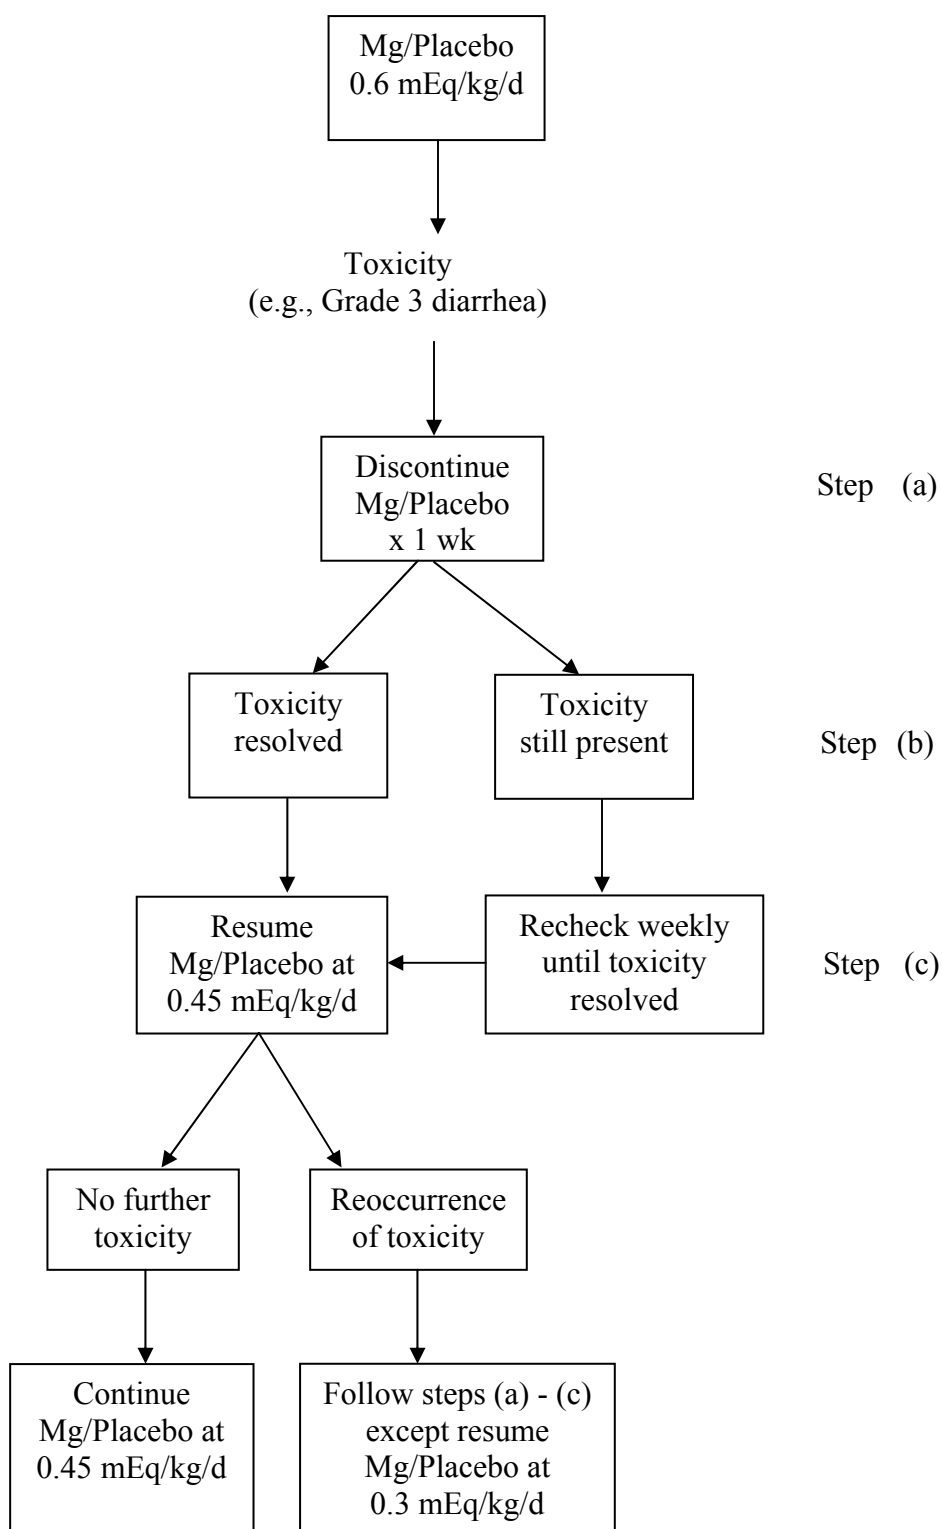 Mg/Placebo
0.6 mEq/kg/d
Toxicity
(e.g., Grade 3 diarrhea)
Discontinue
Mg/Placebo
x 1 wk
Step (a)
Toxicity
resolved
Toxicity
still present
Step (b)
Resume
Mg/Placebo at
0.45 mEq/kg/d
Recheck weekly
until toxicity
resolved
Step (c)
No further
toxicity
Reoccurrence
of toxicity
Continue
Mg/Placebo at
0.45 mEq/kg/d
Follow steps (a) - (c)
except resume
Mg/Placebo at
0.3 mEq/kg/d